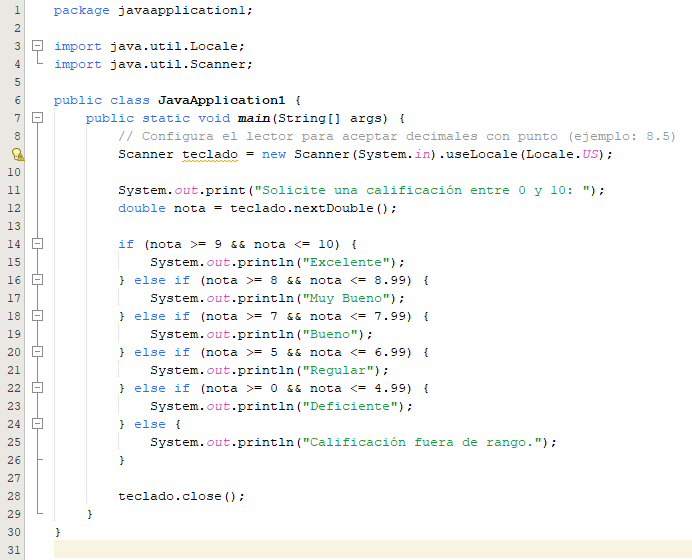 1 package javaapplication1;
2
3 import java.util.Locale;
4 import java.util.Scanner;
5
6 public class JavaApplication1 {
7     public static void main(String[] args) {
8         // Configura el lector para aceptar decimales con punto (ejemplo: 8.5)
        Scanner teclado = new Scanner(System.in).useLocale(Locale.US);
10
11         System.out.print("Solicite una calificación entre 0 y 10: ");
12         double nota = teclado.nextDouble();
13
14         if (nota >= 9 && nota <= 10) {
15             System.out.println("Excelente");
16         } else if (nota >= 8 && nota <= 8.99) {
17             System.out.println("Muy Bueno");
18         } else if (nota >= 7 && nota <= 7.99) {
19             System.out.println("Bueno");
20         } else if (nota >= 5 && nota <= 6.99) {
21             System.out.println("Regular");
22         } else if (nota >= 0 && nota <= 4.99) {
23             System.out.println("Deficiente");
24         } else {
25             System.out.println("Calificación fuera de rango.");
26         }
27
28         teclado.close();
29     }
30 }
31